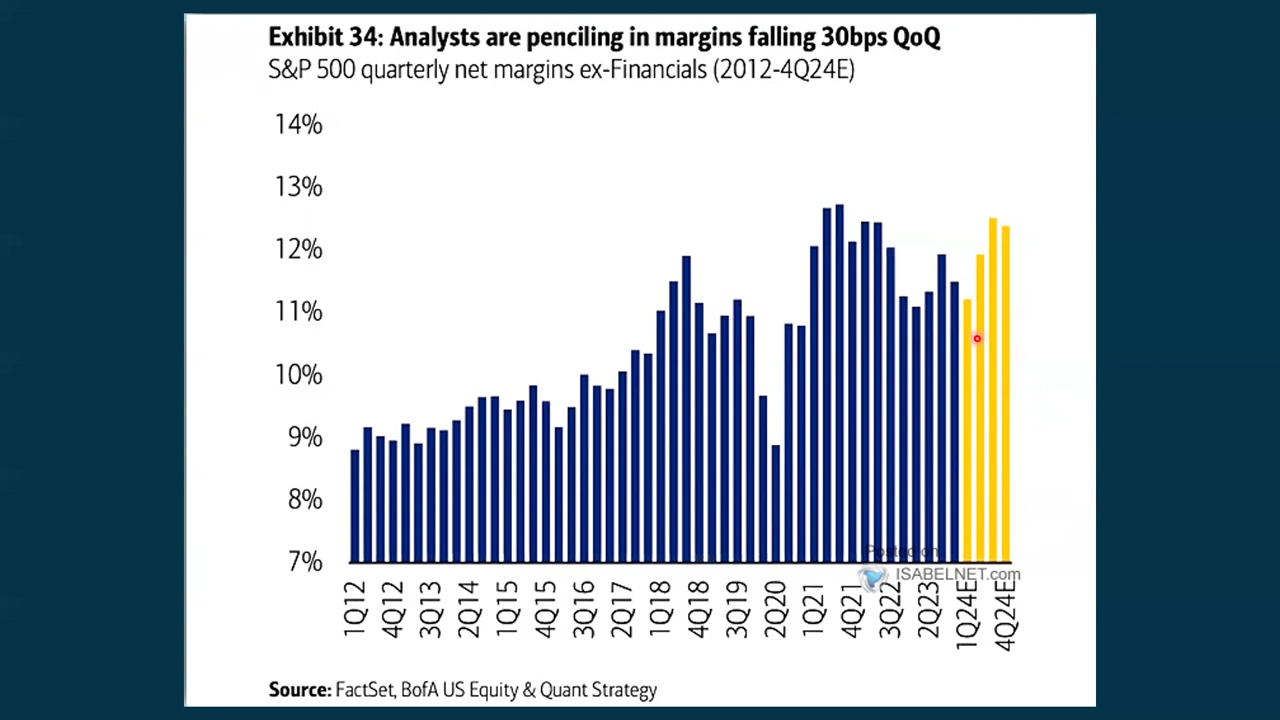 Exhibit 34: Analysts are penciling in margins falling 30bps QoQ
S&P 500 quarterly net margins ex-Financials (2012-4Q24E)
14%
13%
12%
11%
10%
9%
8%
7%
Posted on
ISABELNET.com
1Q12
4Q12
3Q13
2Q14
1Q15
4Q15
3Q16
2Q17
1Q18
4Q18
3Q19
2Q20
1Q21
4Q21
3Q22
2Q23
1Q24E
4Q24E
Source: FactSet, BofA US Equity & Quant Strategy